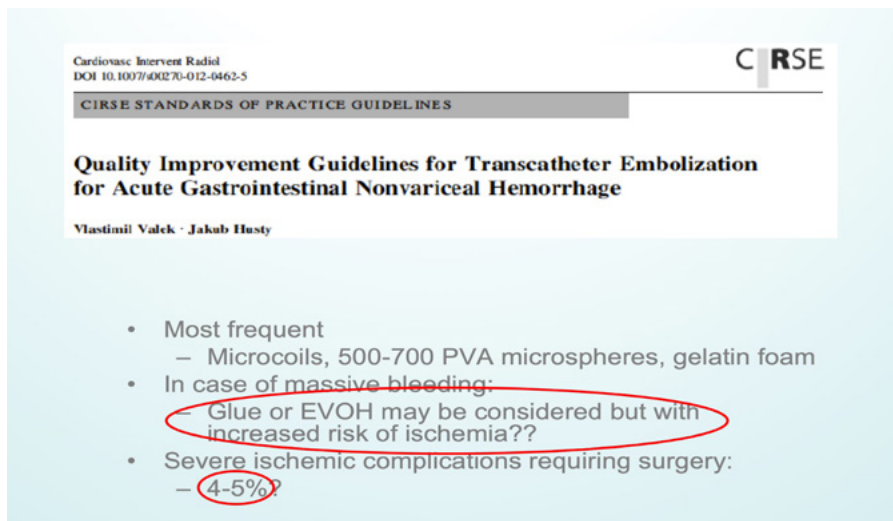 Cardiovasc Intervent Radiol
DOI 10.1007/s00270-012-0462-5
CIRSE
CIRSE STANDARDS OF PRACTICE GUIDELINES
Quality Improvement Guidelines for Transcatheter Embolization
for Acute Gastrointestinal Nonvariceal Hemorrhage
Vlastimil Valek · Jakub Husty
• Most frequent
– Microcoils, 500-700 PVA microspheres, gelatin foam
• In case of massive bleeding:
– Glue or EVOH may be considered but with
increased risk of ischemia??
• Severe ischemic complications requiring surgery:
– 4-5%?